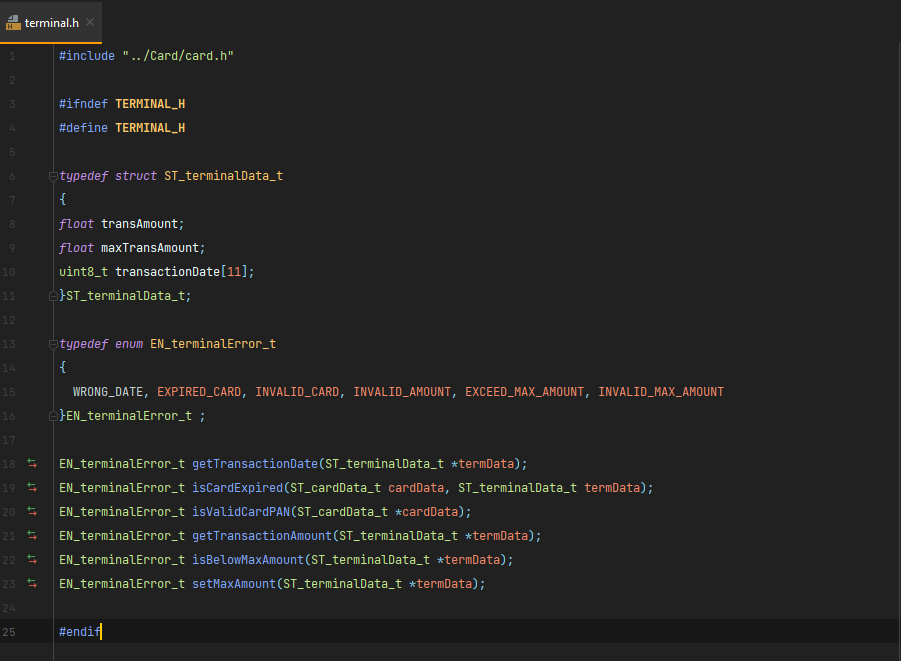 terminal.h
1 #include "../Card/card.h"
2
3 #ifndef TERMINAL_H
4 #define TERMINAL_H
5
6 typedef struct ST_terminalData_t
7 {
8 float transAmount;
9 float maxTransAmount;
10 uint8_t transactionDate[11];
11 }ST_terminalData_t;
12
13 typedef enum EN_terminalError_t
14 {
15 WRONG_DATE, EXPIRED_CARD, INVALID_CARD, INVALID_AMOUNT, EXCEED_MAX_AMOUNT, INVALID_MAX_AMOUNT
16 }EN_terminalError_t ;
17
18 EN_terminalError_t getTransactionDate(ST_terminalData_t *termData);
19 EN_terminalError_t isCardExpired(ST_cardData_t cardData, ST_terminalData_t termData);
20 EN_terminalError_t isValidCardPAN(ST_cardData_t *cardData);
21 EN_terminalError_t getTransactionAmount(ST_terminalData_t *termData);
22 EN_terminalError_t isBelowMaxAmount(ST_terminalData_t *termData);
23 EN_terminalError_t setMaxAmount(ST_terminalData_t *termData);
24
25 #endif